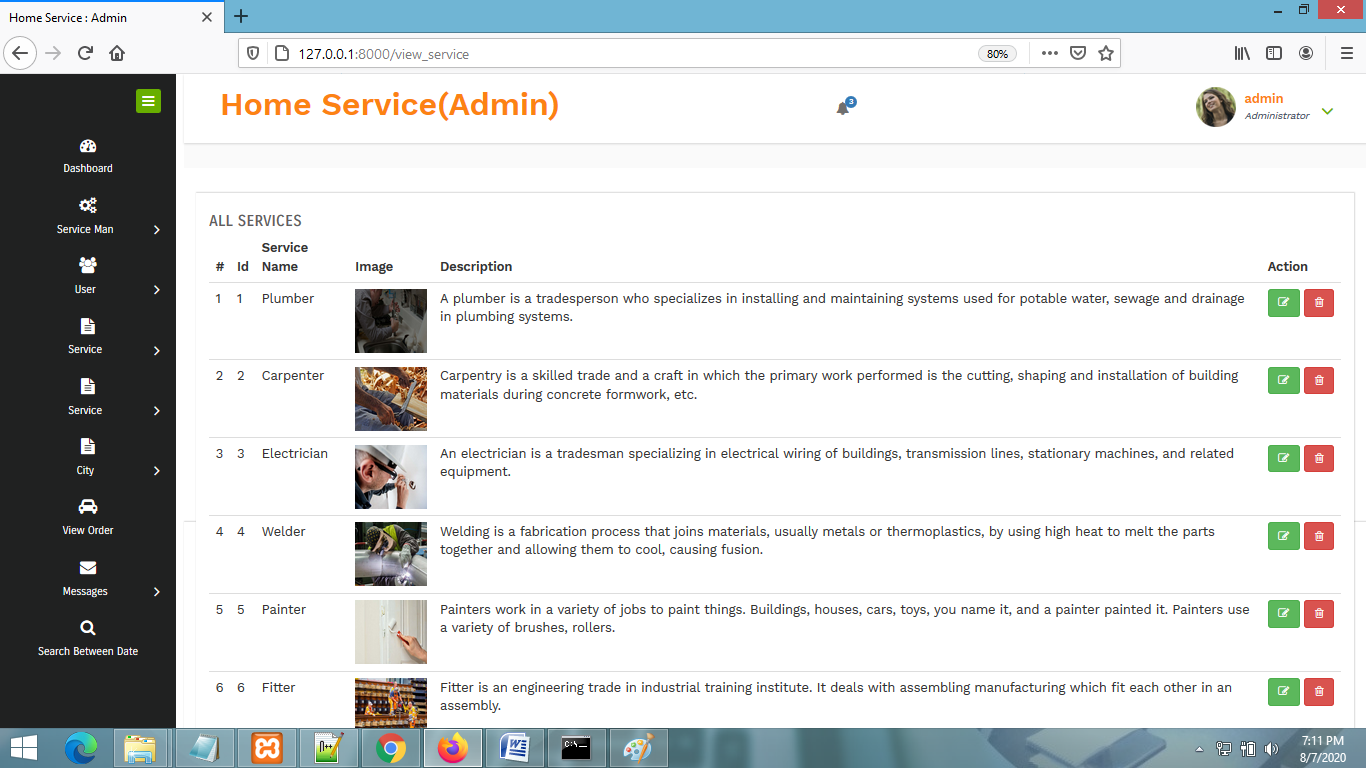 Home Service : Admin
127.0.0.1:8000/view_service
80%
Home Service(Admin)
3
admin
Administrator
Dashboard
Service Man
User
Service
Service
City
View Order
Messages
Search Between Date
ALL SERVICES
# Id Service Name Image Description Action
1 1 Plumber A plumber is a tradesperson who specializes in installing and maintaining systems used for potable water, sewage and drainage
in plumbing systems.
2 2 Carpenter Carpentry is a skilled trade and a craft in which the primary work performed is the cutting, shaping and installation of building
materials during concrete formwork, etc.
3 3 Electrician An electrician is a tradesman specializing in electrical wiring of buildings, transmission lines, stationary machines, and related
equipment.
4 4 Welder Welding is a fabrication process that joins materials, usually metals or thermoplastics, by using high heat to melt the parts
together and allowing them to cool, causing fusion.
5 5 Painter Painters work in a variety of jobs to paint things. Buildings, houses, cars, toys, you name it, and a painter painted it. Painters use
a variety of brushes, rollers.
6 6 Fitter Fitter is an engineering trade in industrial training institute. It deals with assembling manufacturing which fit each other in an
assembly.
7:11 PM
8/7/2020